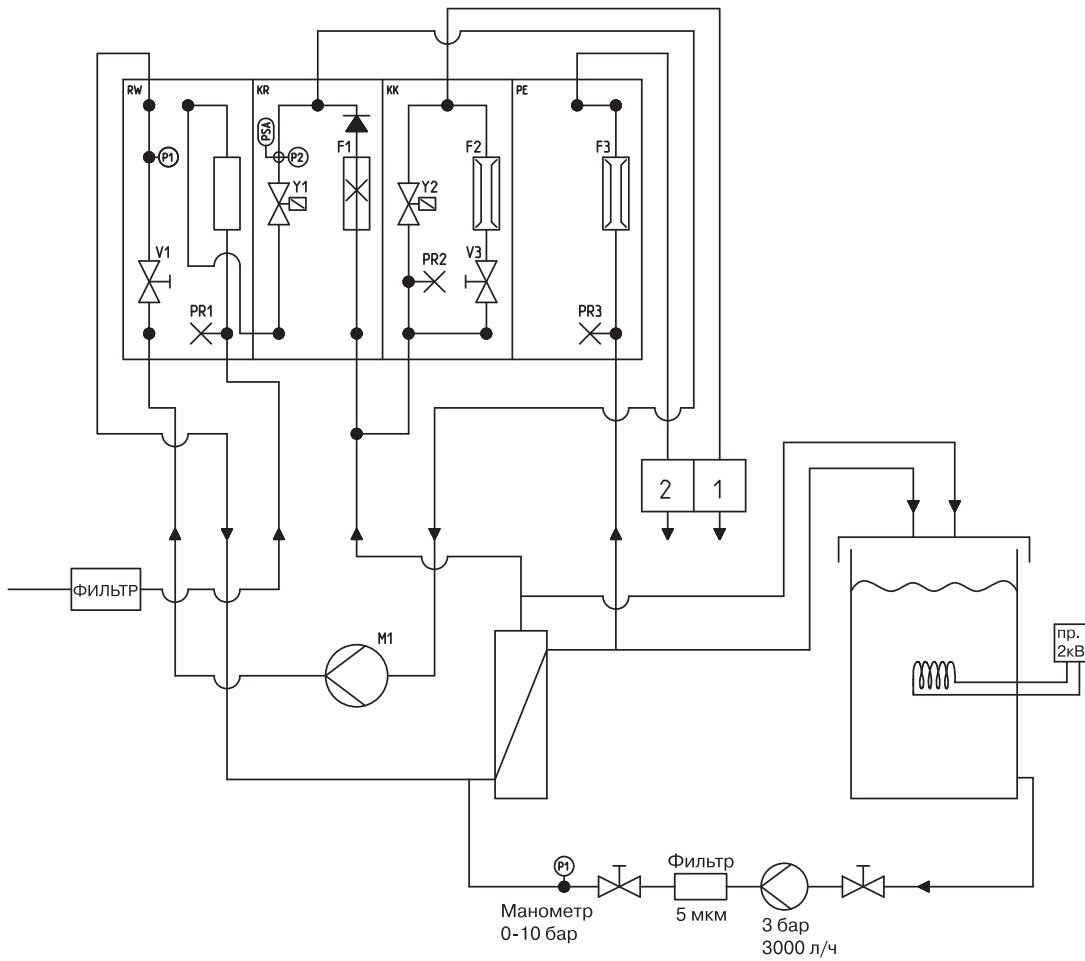 RW
KR
KK
PE
PSA
P1
P2
F1
F2
F3
Y1
Y2
V1
PR2
V3
PR1
PR3
2
1
ФИЛЬТР
M1
пр.
2кВ
P1
Фильтр
5 мкм
Манометр
0-10 бар
3 бар
3000 л/ч